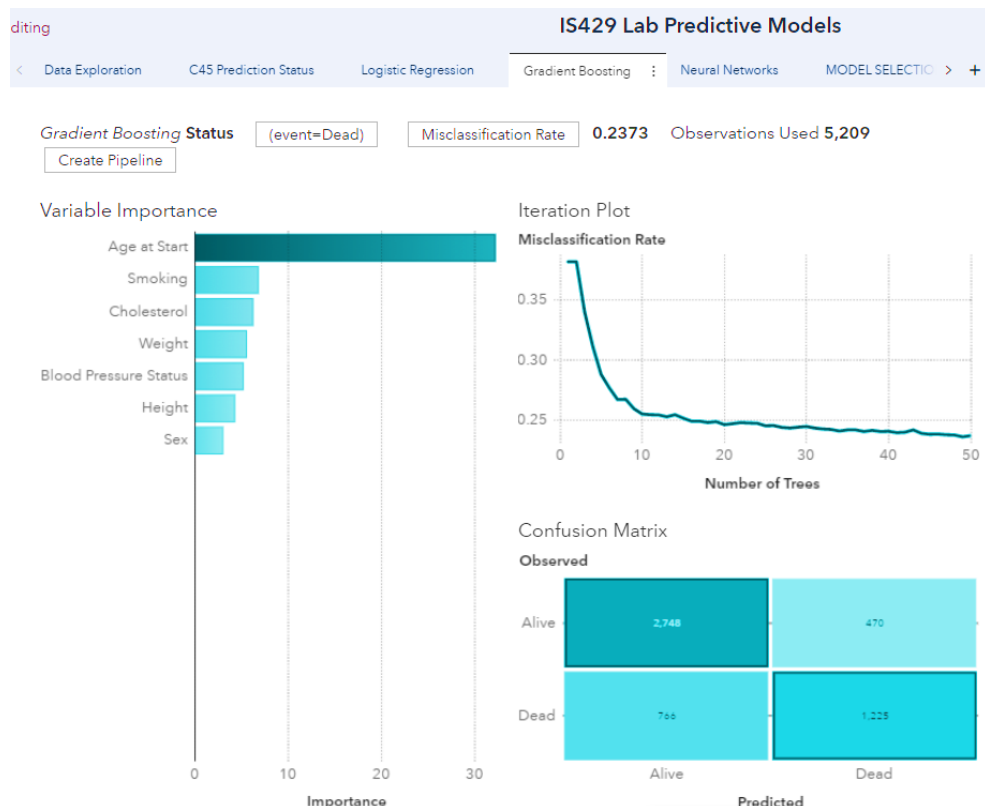 diting
IS429 Lab Predictive Models
< Data Exploration C45 Prediction Status Logistic Regression Gradient Boosting ⋮ Neural Networks MODEL SELECTIO > +
Gradient Boosting Status (event=Dead) Misclassification Rate 0.2373 Observations Used 5,209
Create Pipeline
Variable Importance
Age at Start
Smoking
Cholesterol
Weight
Blood Pressure Status
Height
Sex
0 10 20 30
Importance
Iteration Plot
Misclassification Rate
0.35
0.30
0.25
0 10 20 30 40 50
Number of Trees
Confusion Matrix
Observed
Alive 2,748 470
Dead 766 1,225
Alive Dead
Predicted